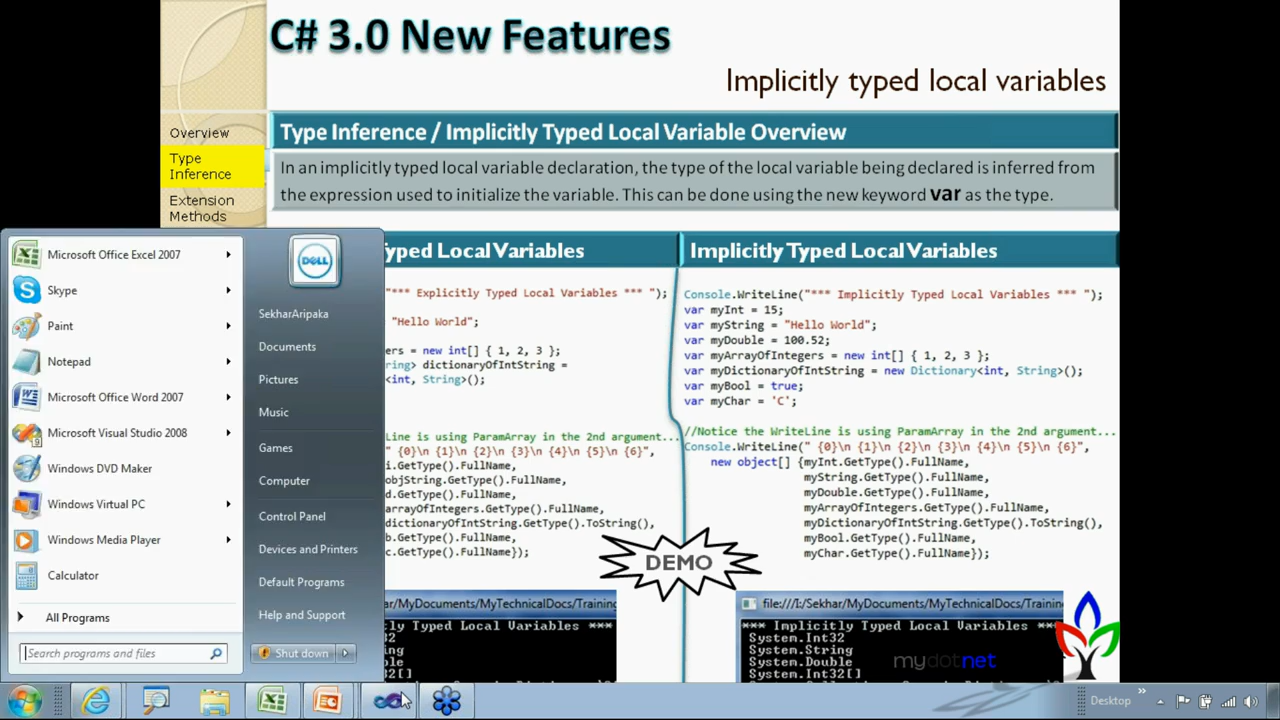 C# 3.0 New Features
Implicitly typed local variables
Overview
Type
Inference
Extension
Methods
Type Inference / Implicitly Typed Local Variable Overview
In an implicitly typed local variable declaration, the type of the local variable being declared is inferred from
the expression used to initialize the variable. This can be done using the new keyword var as the type.
Microsoft Office Excel 2007
Skype
Paint
Notepad
Microsoft Office Word 2007
Microsoft Visual Studio 2008
Windows DVD Maker
Windows Virtual PC
Windows Media Player
Calculator
All Programs
Search programs and files
DELL
SekharAripaka
Documents
Pictures
Music
Games
Computer
Control Panel
Devices and Printers
Default Programs
Help and Support
Shut down
yped Local Variables
"*** Explicitly Typed Local Variables *** ");
"Hello World";
ers = new int[] { 1, 2, 3 };
ring> dictionaryOfIntString =
<int, String>();
Line is using ParamArray in the 2nd argument...
" {0}\n {1}\n {2}\n {3}\n {4}\n {5}\n {6}",
i.GetType().FullName,
objString.GetType().FullName,
d.GetType().FullName,
arrayOfIntegers.GetType().FullName,
dictionaryOfIntString.GetType().ToString(),
b.GetType().FullName,
c.GetType().FullName});
Implicitly Typed Local Variables
Console.WriteLine("*** Implicitly Typed Local Variables *** ");
var myInt = 15;
var myString = "Hello World";
var myDouble = 100.52;
var myArrayOfIntegers = new int[] { 1, 2, 3 };
var myDictionaryOfIntString = new Dictionary<int, String>();
var myBool = true;
var myChar = 'C';
//Notice the WriteLine is using ParamArray in the 2nd argument...
Console.WriteLine(" {0}\n {1}\n {2}\n {3}\n {4}\n {5}\n {6}",
new object[] {myInt.GetType().FullName,
myString.GetType().FullName,
myDouble.GetType().FullName,
myArrayOfIntegers.GetType().FullName,
myDictionaryOfIntString.GetType().ToString(),
myBool.GetType().FullName,
myChar.GetType().FullName});
DEMO
ar/MyDocuments/MyTechnicalDocs/Training
tly Typed Local Variables ***
32
ing
ble
32[]
file:///I:/Sekhar/MyDocuments/MyTechnicalDocs/Training
*** Implicitly Typed Local Variables ***
System.Int32
System.String
System.Double
System.Int32[]
mydotnet
Desktop